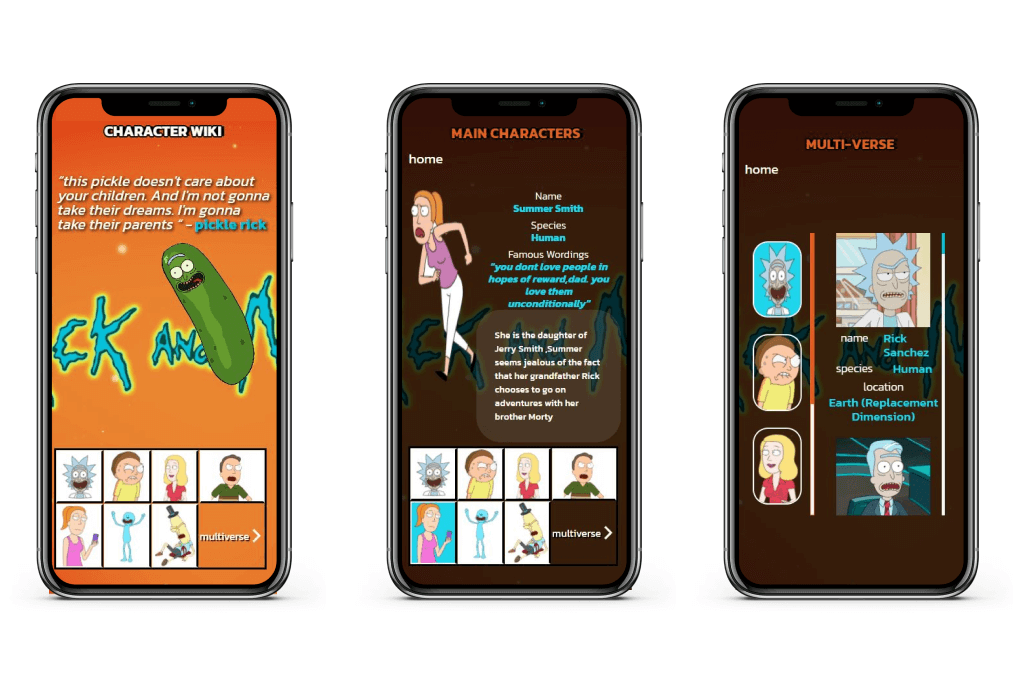 CHARACTER WIKI
"this pickle doesn't care about
your children. And I'm not gonna
take their dreams. I'm gonna
take their parents " - pickle rick
CK AND
multiverse
MAIN CHARACTERS
home
Name
Summer Smith
Species
Human
Famous Wordings
"you dont love people in
hopes of reward,dad. you
love them
unconditionally"
She is the daughter of
Jerry Smith ,Summer
seems jealous of the fact
that her grandfather Rick
chooses to go on
adventures with her
brother Morty
multiverse
MULTI-VERSE
home
name Rick
Sanchez
species Human
location
Earth (Replacement
Dimension)